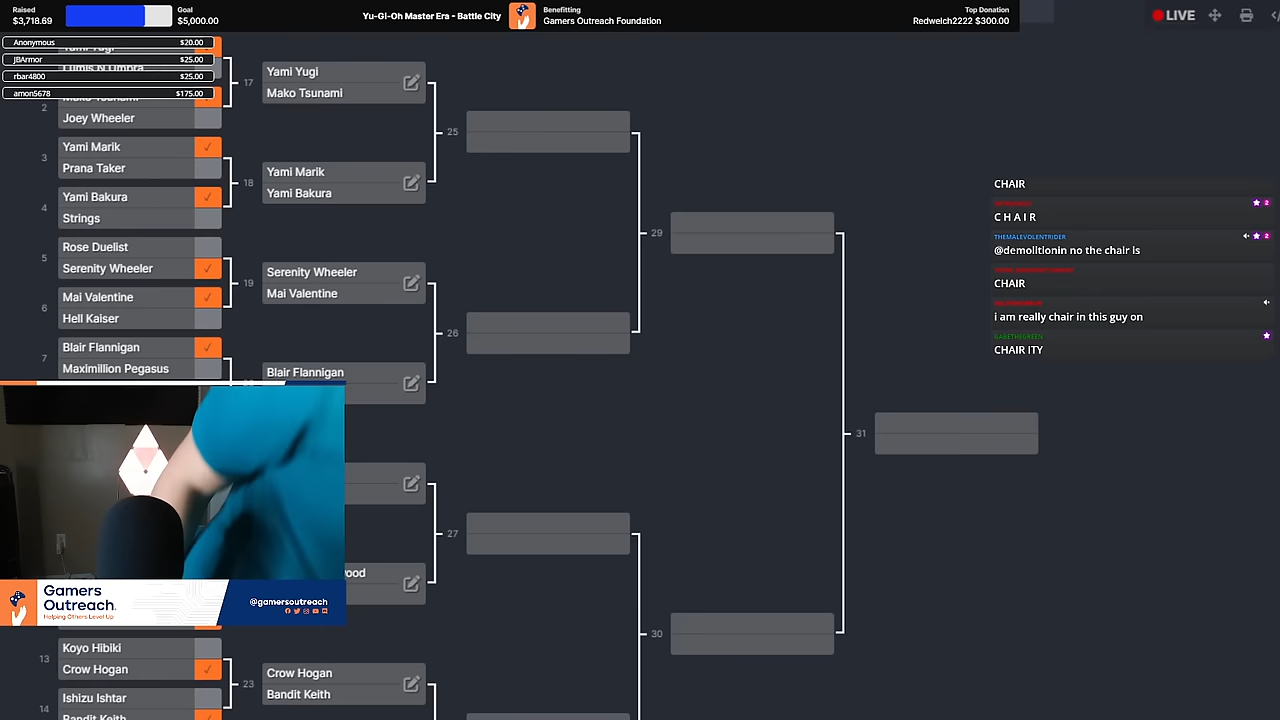 Raised
$3,718.69
Goal
$5,000.00
Yu-Gi-Oh Master Era - Battle City
Benefitting
Gamers Outreach Foundation
Top Donation
Redwelch2222 $300.00
LIVE
Anonymous $20.00
JBArmor $25.00
rbar4800 $25.00
amon5678 $175.00
2
Joey Wheeler
3
Yami Marik
Prana Taker
4
Yami Bakura
Strings
5
Rose Duelist
Serenity Wheeler
6
Mai Valentine
Hell Kaiser
7
Blair Flannigan
Maximillion Pegasus
13
Koyo Hibiki
Crow Hogan
14
Ishizu Ishtar
Bandit Keith
17
Yami Yugi
Mako Tsunami
18
Yami Marik
Yami Bakura
19
Serenity Wheeler
Mai Valentine
Blair Flannigan
ood
23
Crow Hogan
Bandit Keith
25
26
27
29
30
31
CHAIR
C H A I R
THEMALEVOLENTRIDER
@demolitionin no the chair is
CHAIR
i am really chair in this guy on
CHAIR ITY
Gamers
Outreach.
Helping Others Level Up
@gamersoutreach